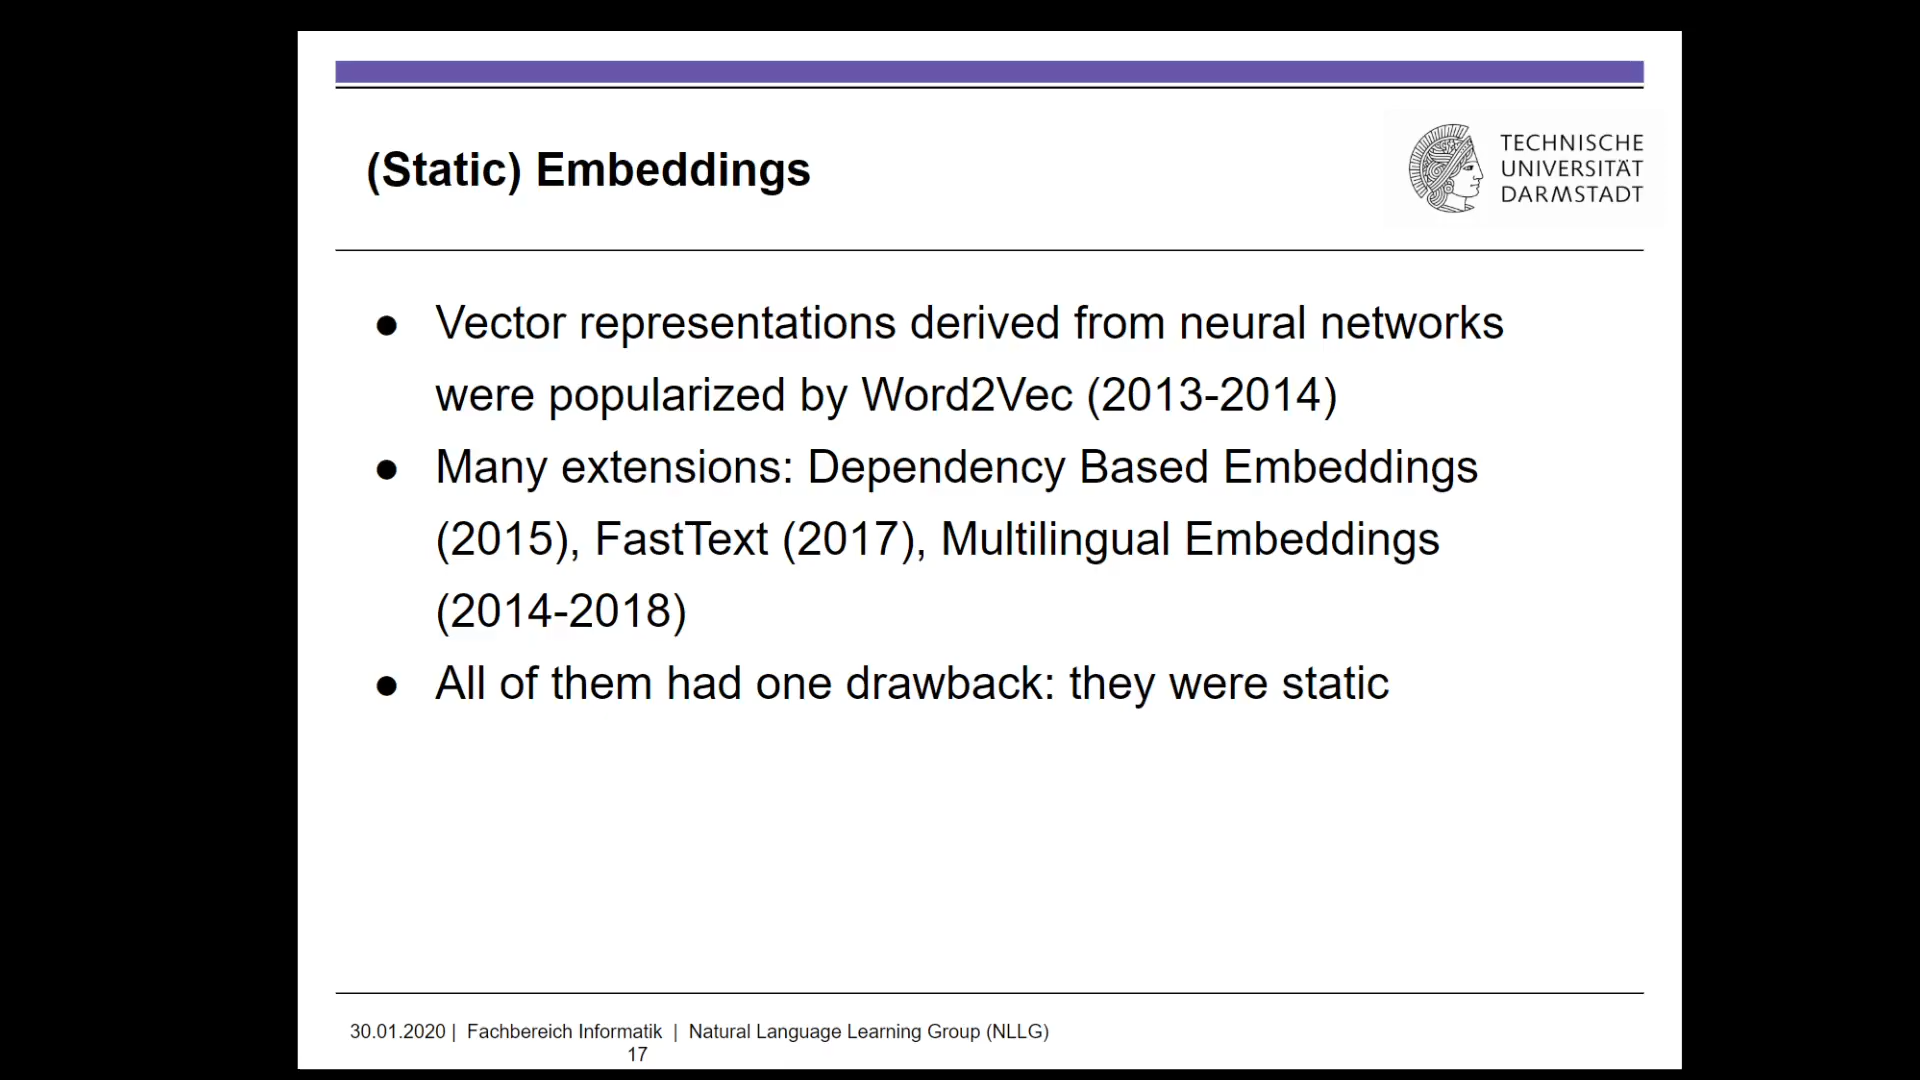 (Static) Embeddings
TECHNISCHE
UNIVERSITÄT
DARMSTADT
● Vector representations derived from neural networks
were popularized by Word2Vec (2013-2014)
● Many extensions: Dependency Based Embeddings
(2015), FastText (2017), Multilingual Embeddings
(2014-2018)
● All of them had one drawback: they were static
30.01.2020 | Fachbereich Informatik | Natural Language Learning Group (NLLG)
17